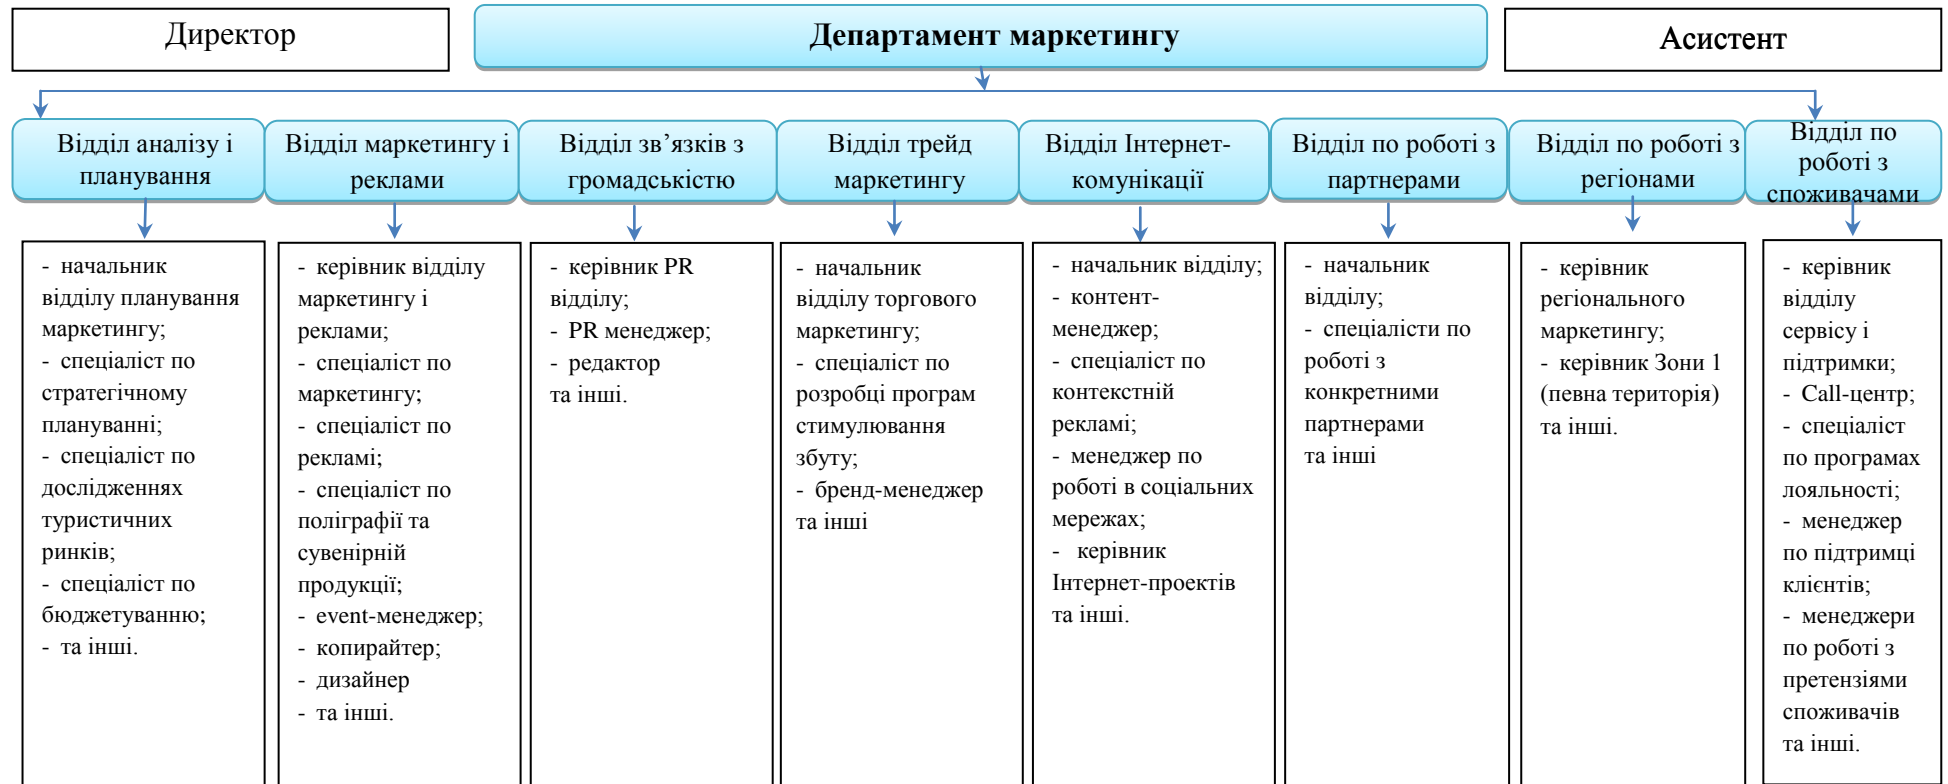 Директор
Департамент маркетингу
Асистент
Відділ аналізу і
планування
Відділ маркетингу і
реклами
Відділ зв’язків з
громадськістю
Відділ трейд
маркетингу
Відділ Інтернет-
комунікації
Відділ по роботі з
партнерами
Відділ по роботі з
регіонами
Відділ по
роботі з
споживачами
- начальник
відділу планування
маркетингу;
- спеціаліст по
стратегічному
плануванні;
- спеціаліст по
дослідженнях
туристичних
ринків;
- спеціаліст по
бюджетуванню;
- та інші.
- керівник відділу
маркетингу і
реклами;
- спеціаліст по
маркетингу;
- спеціаліст по
рекламі;
- спеціаліст по
поліграфії та
сувенірній
продукції;
- event-менеджер;
- копирайтер;
- дизайнер
- та інші.
- керівник PR
відділу;
- PR менеджер;
- редактор
та інші.
- начальник
відділу торгового
маркетингу;
- спеціаліст по
розробці програм
стимулювання
збуту;
- бренд-менеджер
та інші
- начальник відділу;
- контент-
менеджер;
- спеціаліст по
контекстній
рекламі;
- менеджер по
роботі в соціальних
мережах;
- керівник
Інтернет-проектів
та інші.
- начальник
відділу;
- спеціалісти по
роботі з
конкретними
партнерами
та інші
- керівник
регіонального
маркетингу;
- керівник Зони 1
(певна територія)
та інші.
- керівник
відділу
сервісу і
підтримки;
- Call-центр;
- спеціаліст
по програмах
лояльності;
- менеджер
по підтримці
клієнтів;
- менеджери
по роботі з
претензіями
споживачів
та інші.